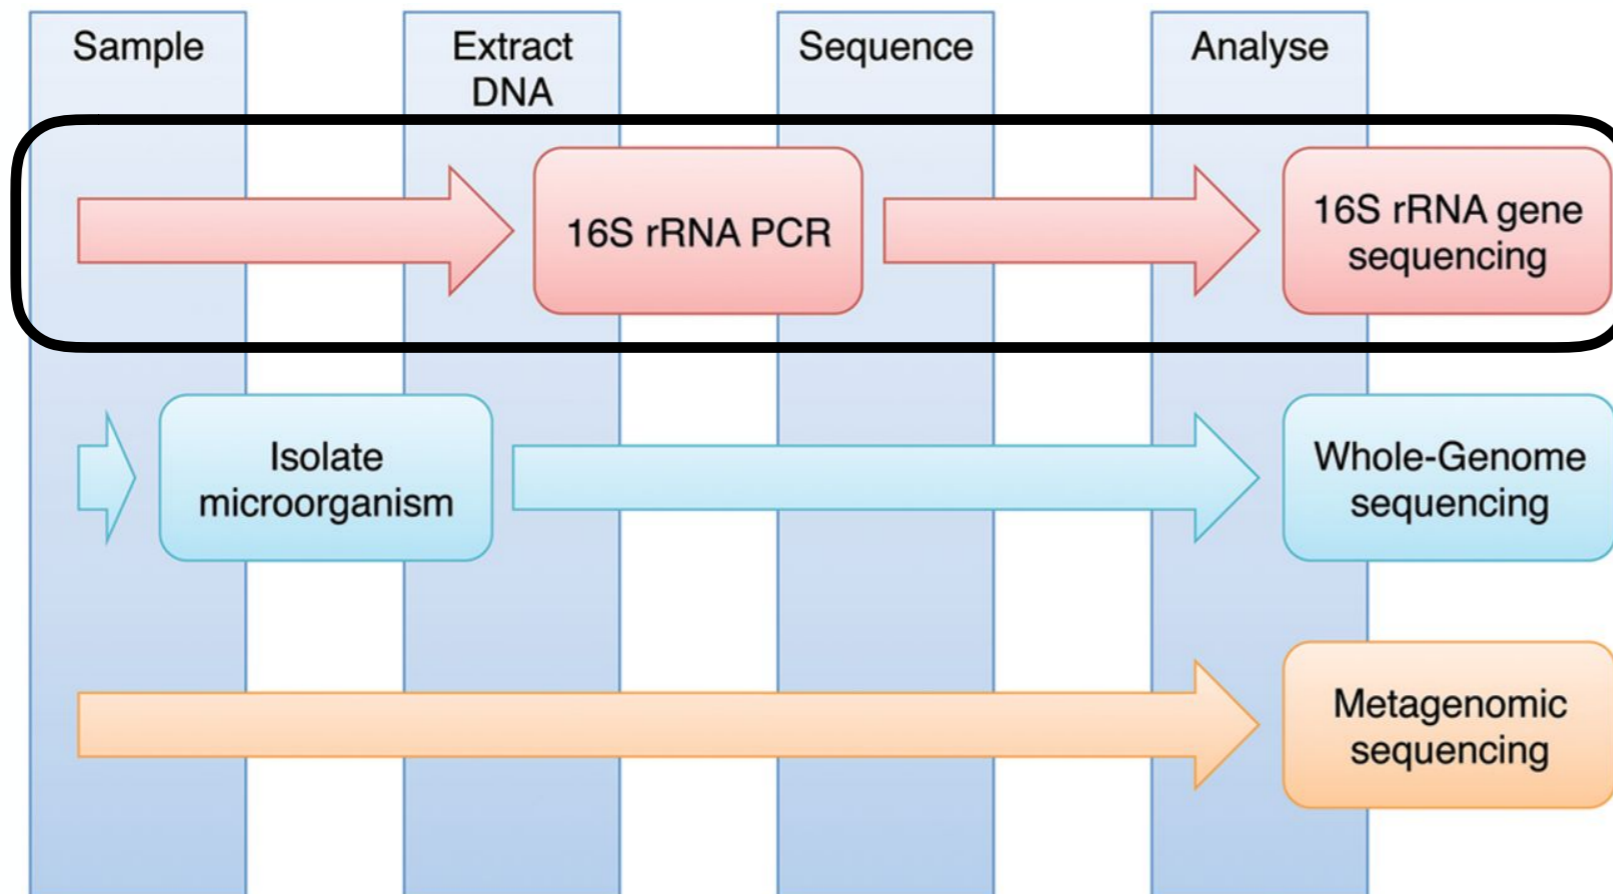 Sample
Extract
DNA
Sequence
Analyse
16S rRNA PCR
16S rRNA gene
sequencing
Isolate
microorganism
Whole-Genome
sequencing
Metagenomic
sequencing